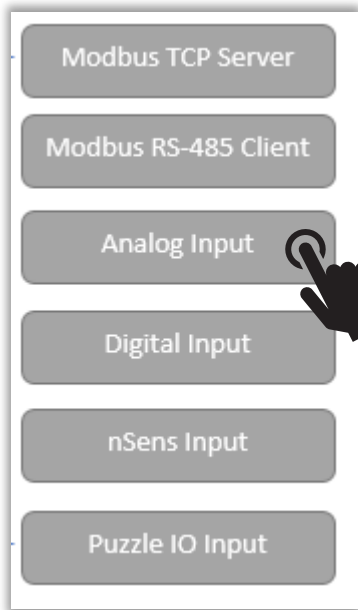 Modbus TCP Server
Modbus RS-485 Client
Analog Input
Digital Input
nSens Input
Puzzle IO Input